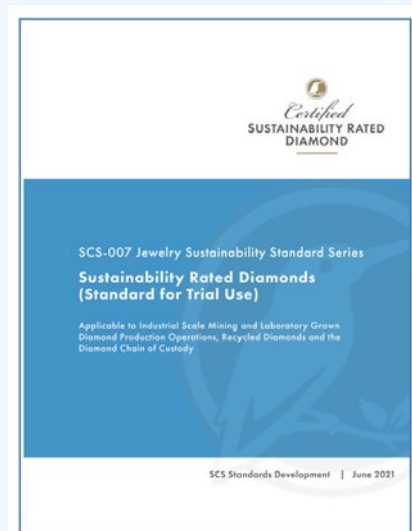 Certified
SUSTAINABILITY RATED
DIAMOND
SCS-007 Jewelry Sustainability Standard Series
Sustainability Rated Diamonds
(Standard for Trial Use)
Applicable to Industrial Scale Mining and Laboratory Grown
Diamond Production Operations, Recycled Diamonds and the
Diamond Chain of Custody
SCS Standards Development | June 2021